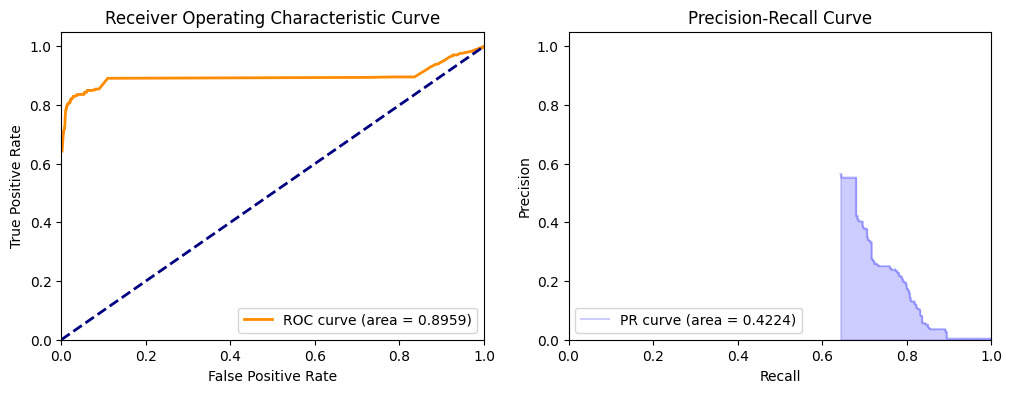 Receiver Operating Characteristic Curve
True Positive Rate
1.0
0.8
0.6
0.4
0.2
0.0
ROC curve (area = 0.8959)
0.0 0.2 0.4 0.6 0.8 1.0
False Positive Rate
Precision-Recall Curve
Precision
1.0
0.8
0.6
0.4
0.2
0.0
PR curve (area = 0.4224)
0.0 0.2 0.4 0.6 0.8 1.0
Recall